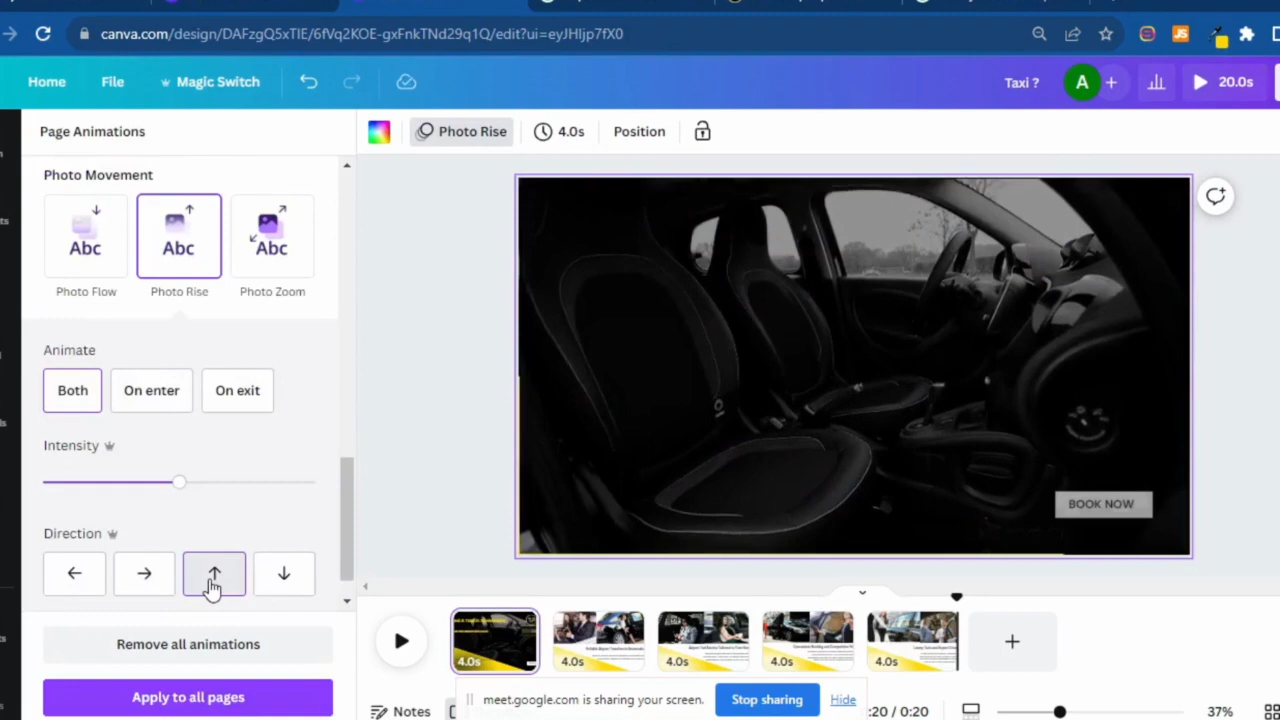 canva.com/design/DAFzgQ5xTIE/6fVq2KOE-gxFnkTNd29q1Q/edit?ui=eyJHIjp7fX0
JS
Home File Magic Switch Taxi ? A + 20.0s
Page Animations
Photo Rise 4.0s Position
Photo Movement
Abc Abc Abc
Photo Flow Photo Rise Photo Zoom
Animate
Both On enter On exit
Intensity
BOOK NOW
Direction
Remove all animations
4.0s 4.0s 4.0s 4.0s 4.0s
Apply to all pages
meet.google.com is sharing your screen. Stop sharing Hide
Notes :20 / 0:20 37%